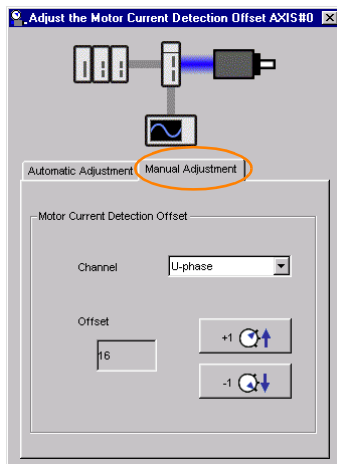 Adjust the Motor Current Detection Offset AXIS#0
Automatic Adjustment Manual Adjustment
Motor Current Detection Offset
Channel U-phase
Offset
+1
16
-1